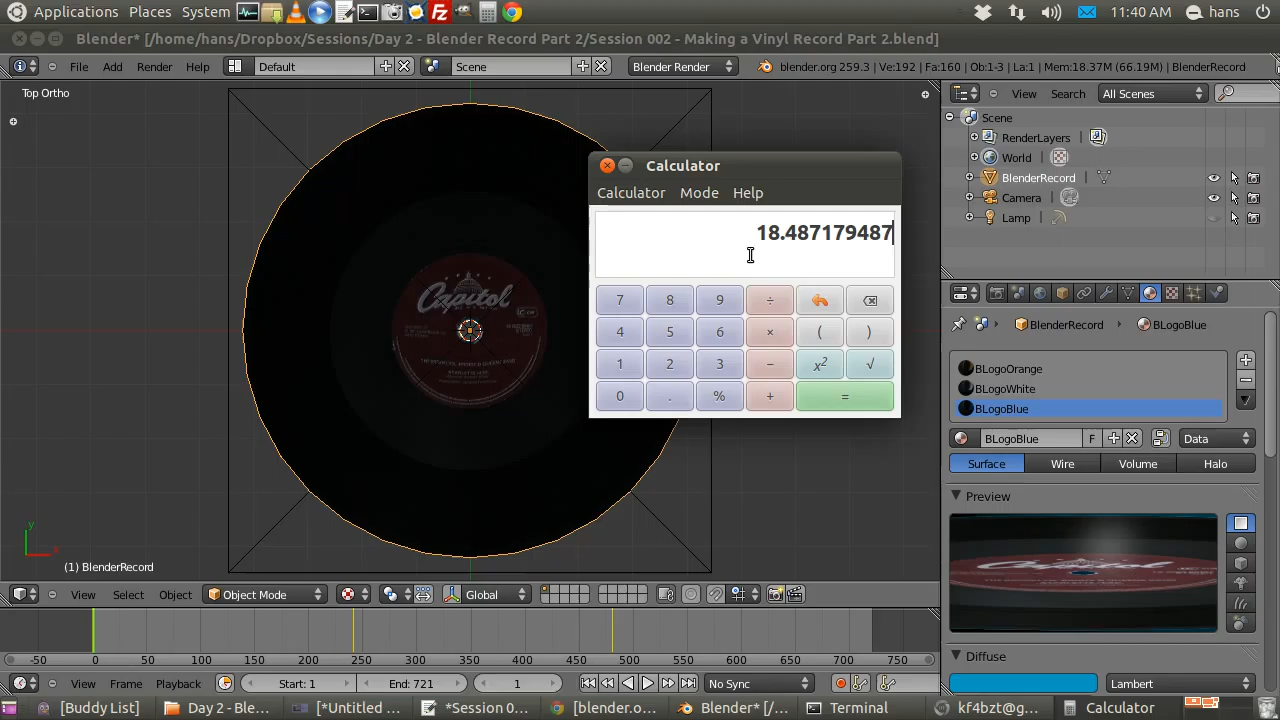 Applications Places System 11:40 AM hans
Blender* [/home/hans/Dropbox/Sessions/Day 2 - Blender Record Part 2/Session 002 - Making a Vinyl Record Part 2.blend]
File Add Render Help Default Scene Blender Render blender.org 259.3 | Ve:192 | Fa:160 | Ob:1-3 | La:1 | Mem:18.37M (66.19M) | BlenderRecord
Top Ortho
View Search All Scenes
Scene
RenderLayers
World
BlenderRecord
Camera
Lamp
Calculator
Calculator Mode Help
18.487179487
7 8 9 ÷
4 5 6 × ( )
1 2 3 − x² √
0 . % + =
Capitol
y
x
(1) BlenderRecord
BlenderRecord BLogoBlue
BLogoOrange
BLogoWhite
BLogoBlue
BLogoBlue F Data
Surface Wire Volume Halo
Preview
View Select Object Object Mode Global
-50 0 50 100 150 200 250 300 350 400 450 500 550 600 650 700 750
Diffuse
View Frame Playback Start: 1 End: 721 1 No Sync
Lambert
[Buddy List] Day 2 - Ble... [*Untitled ... *Session 0... [blender.o... Blender* [/... Terminal kf4bzt@g... Calculator